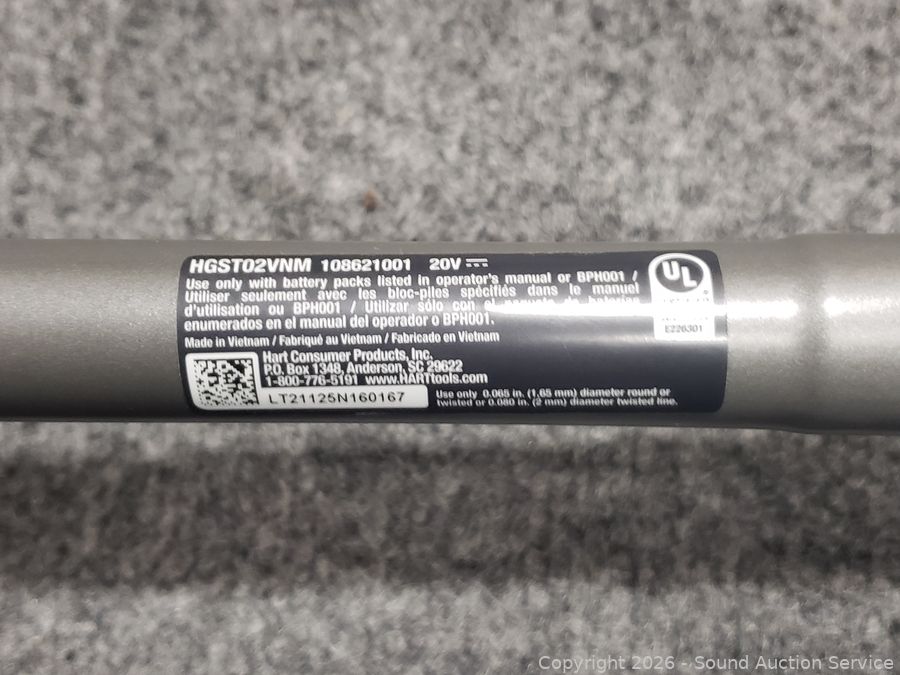 HGST02VNM 108621001 20V
Use only with battery packs listed in operator's manual or BPH001 /
Utiliser seulement avec les bloc-piles spécifiés dans le manuel
d'utilisation ou BPH001 / Utilizar sólo con el paquete de baterías
enumerados en el manual del operador o BPH001.
Made in Vietnam / Fabriqué au Vietnam / Fabricado en Vietnam
Hart Consumer Products, Inc.
P.O. Box 1348, Anderson, SC 29622
1-800-776-5191 www.HARTtools.com
LT21125N160167
Use only 0.065 in. (1.65 mm) diameter round or
twisted or 0.080 in. (2 mm) diameter twisted line.
UL
®
E226301
Copyright 2026 - Sound Auction Service